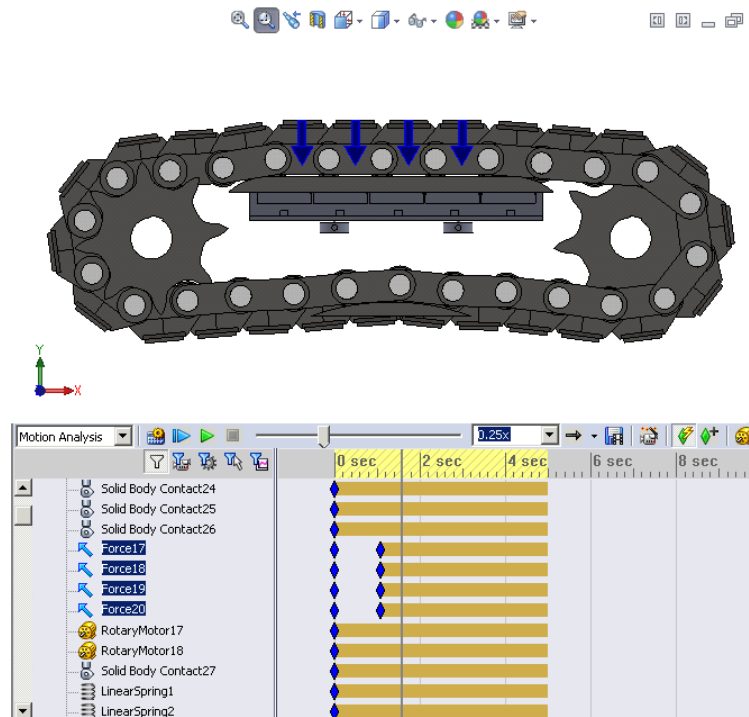 Y
X
Motion Analysis
0.25x
0 sec 2 sec 4 sec 6 sec 8 sec
Solid Body Contact24
Solid Body Contact25
Solid Body Contact26
Force17
Force18
Force19
Force20
RotaryMotor17
RotaryMotor18
Solid Body Contact27
LinearSpring1
LinearSpring2